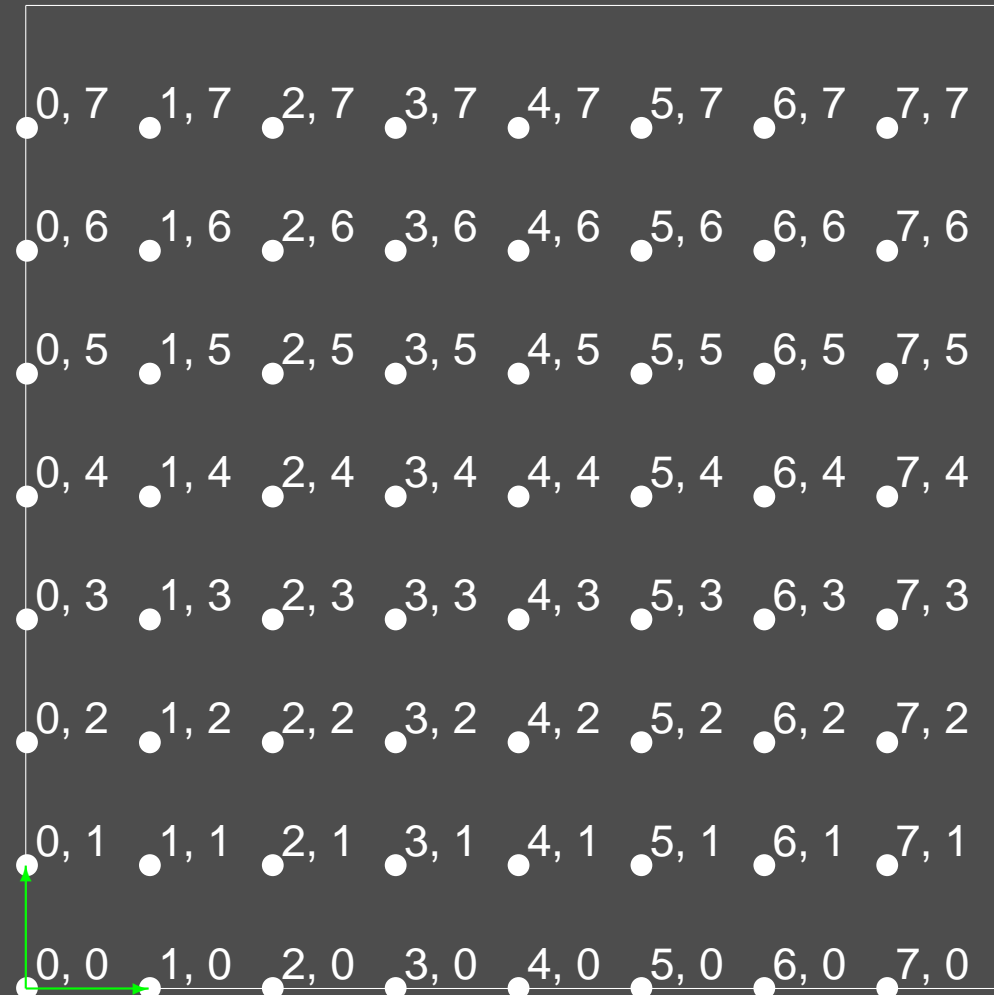 0, 7 1, 7 2, 7 3, 7 4, 7 5, 7 6, 7 7, 7
0, 6 1, 6 2, 6 3, 6 4, 6 5, 6 6, 6 7, 6
0, 5 1, 5 2, 5 3, 5 4, 5 5, 5 6, 5 7, 5
0, 4 1, 4 2, 4 3, 4 4, 4 5, 4 6, 4 7, 4
0, 3 1, 3 2, 3 3, 3 4, 3 5, 3 6, 3 7, 3
0, 2 1, 2 2, 2 3, 2 4, 2 5, 2 6, 2 7, 2
0, 1 1, 1 2, 1 3, 1 4, 1 5, 1 6, 1 7, 1
0, 0 1, 0 2, 0 3, 0 4, 0 5, 0 6, 0 7, 0